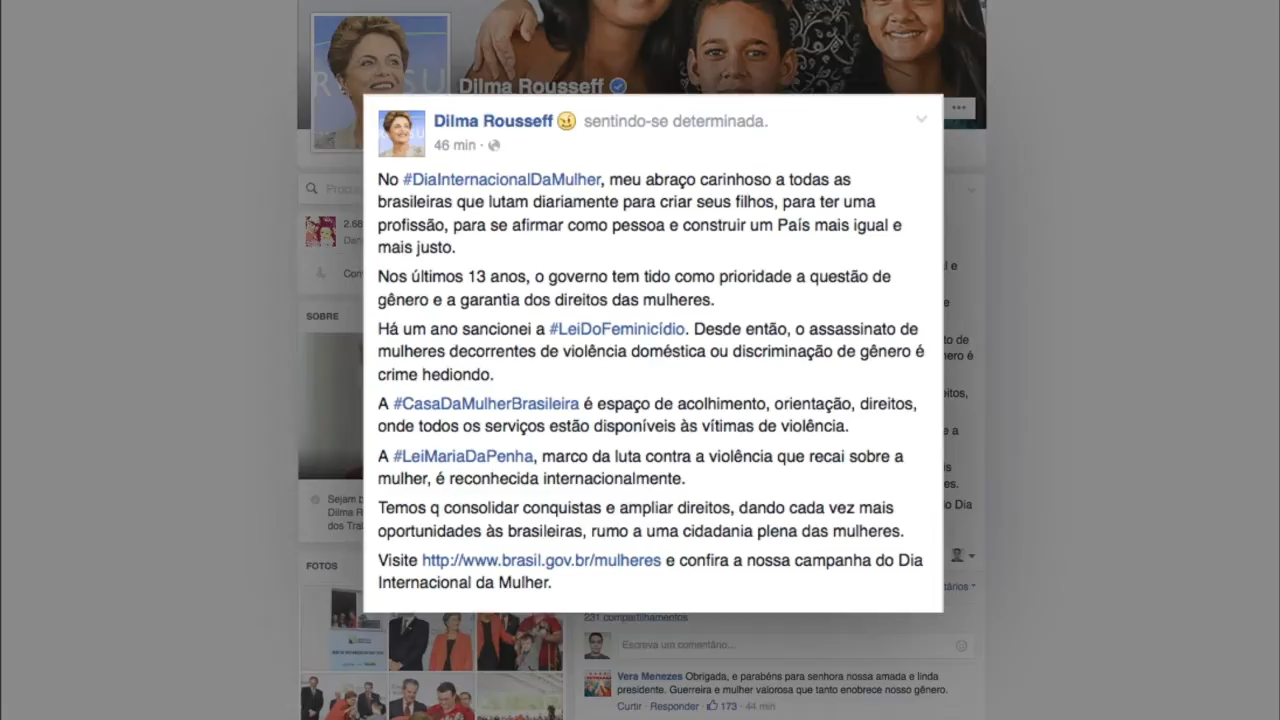 Dilma Rousseff
Dilma Rousseff sentindo-se determinada.
46 min ·
No #DiaInternacionalDaMulher, meu abraço carinhoso a todas as
brasileiras que lutam diariamente para criar seus filhos, para ter uma
profissão, para se afirmar como pessoa e construir um País mais igual e
mais justo.
Nos últimos 13 anos, o governo tem tido como prioridade a questão de
gênero e a garantia dos direitos das mulheres.
Há um ano sancionei a #LeiDoFeminicídio. Desde então, o assassinato de
mulheres decorrentes de violência doméstica ou discriminação de gênero é
crime hediondo.
A #CasaDaMulherBrasileira é espaço de acolhimento, orientação, direitos,
onde todos os serviços estão disponíveis às vítimas de violência.
A #LeiMariaDaPenha, marco da luta contra a violência que recai sobre a
mulher, é reconhecida internacionalmente.
Temos q consolidar conquistas e ampliar direitos, dando cada vez mais
oportunidades às brasileiras, rumo a uma cidadania plena das mulheres.
Visite http://www.brasil.gov.br/mulheres e confira a nossa campanha do Dia
Internacional da Mulher.
SOBRE
Sejam b
Dilma R
dos Tra
FOTOS
231 compartilhamentos
Escreva um comentário...
Vera Menezes Obrigada, e parabéns para senhora nossa amada e linda
presidente. Guerreira e mulher valorosa que tanto enobrece nosso gênero.
Curtir · Responder · 173 · 44 min